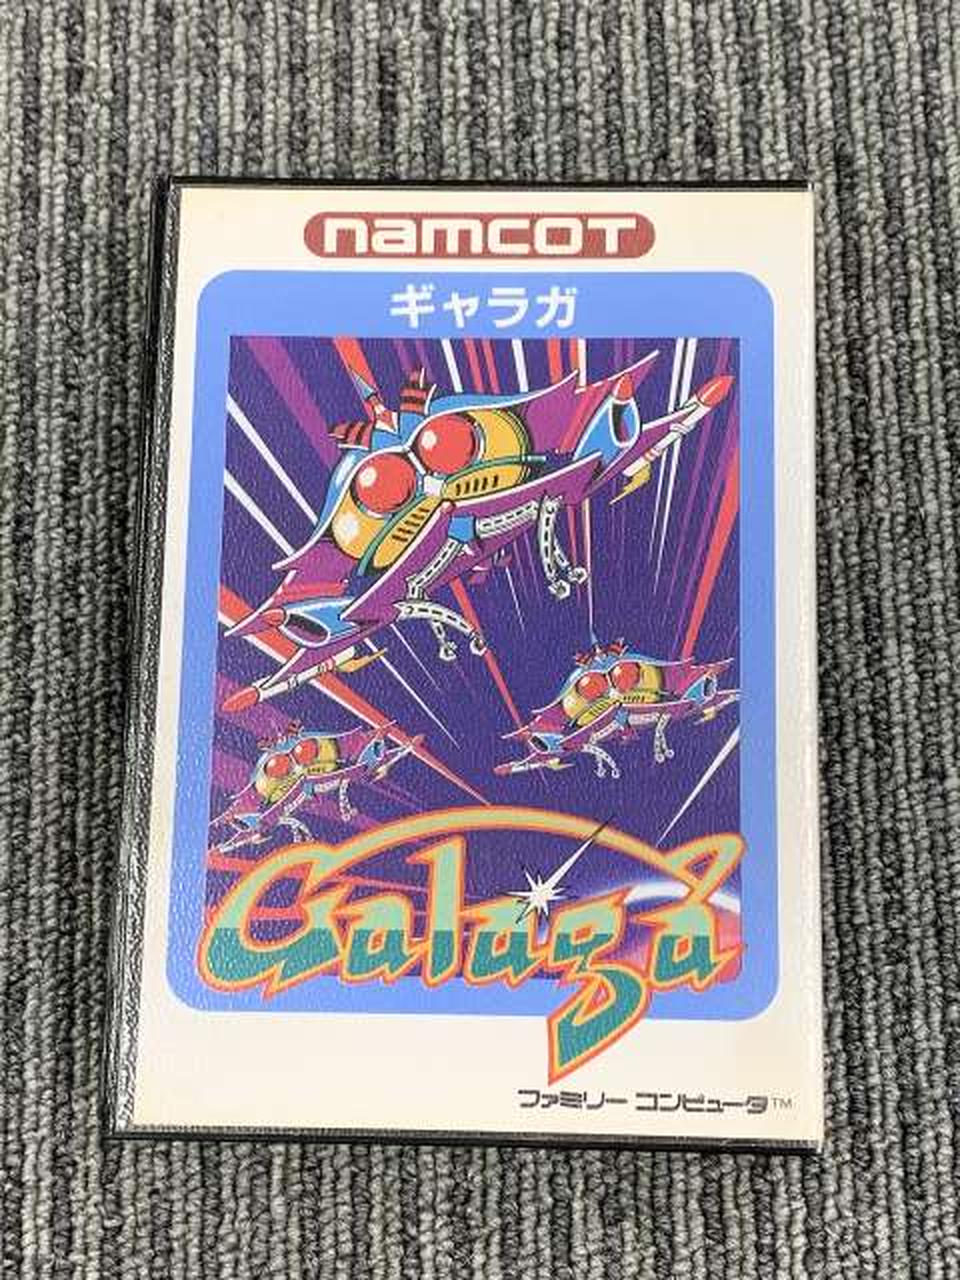 namcot
ギャラガ
Galaga
ファミリー コンピュータ™